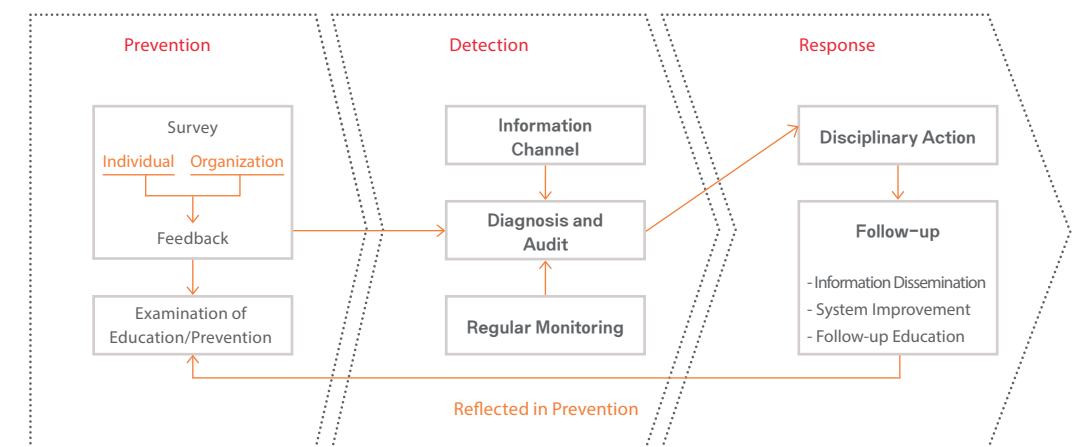 Prevention
Survey
Individual Organization
Feedback
Examination of
Education/Prevention
Detection
Information
Channel
Diagnosis and
Audit
Regular Monitoring
Response
Disciplinary Action
Follow-up
- Information Dissemination
- System Improvement
- Follow-up Education
Reflected in Prevention